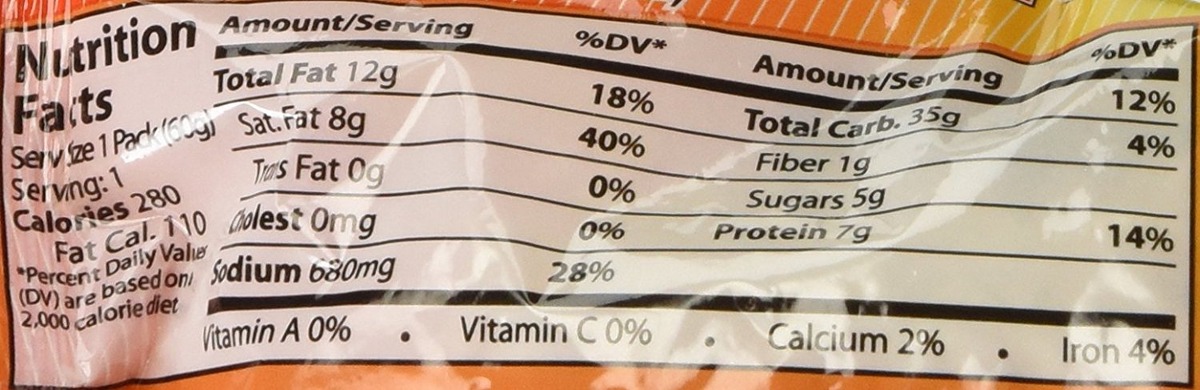 Nutrition
Facts
Serv Size 1 Pack (60g)
Serving: 1
Calories 280
Fat Cal. 110
*Percent Daily Values
(DV) are based on
2,000 calorie diet
Amount/Serving %DV*
Total Fat 12g 18%
Sat. Fat 8g 40%
Trans Fat 0g 0%
Cholest 0mg 0%
Sodium 680mg 28%
Amount/Serving %DV*
Total Carb. 35g 12%
Fiber 1g 4%
Sugars 5g
Protein 7g 14%
Vitamin A 0% • Vitamin C 0% • Calcium 2% • Iron 4%